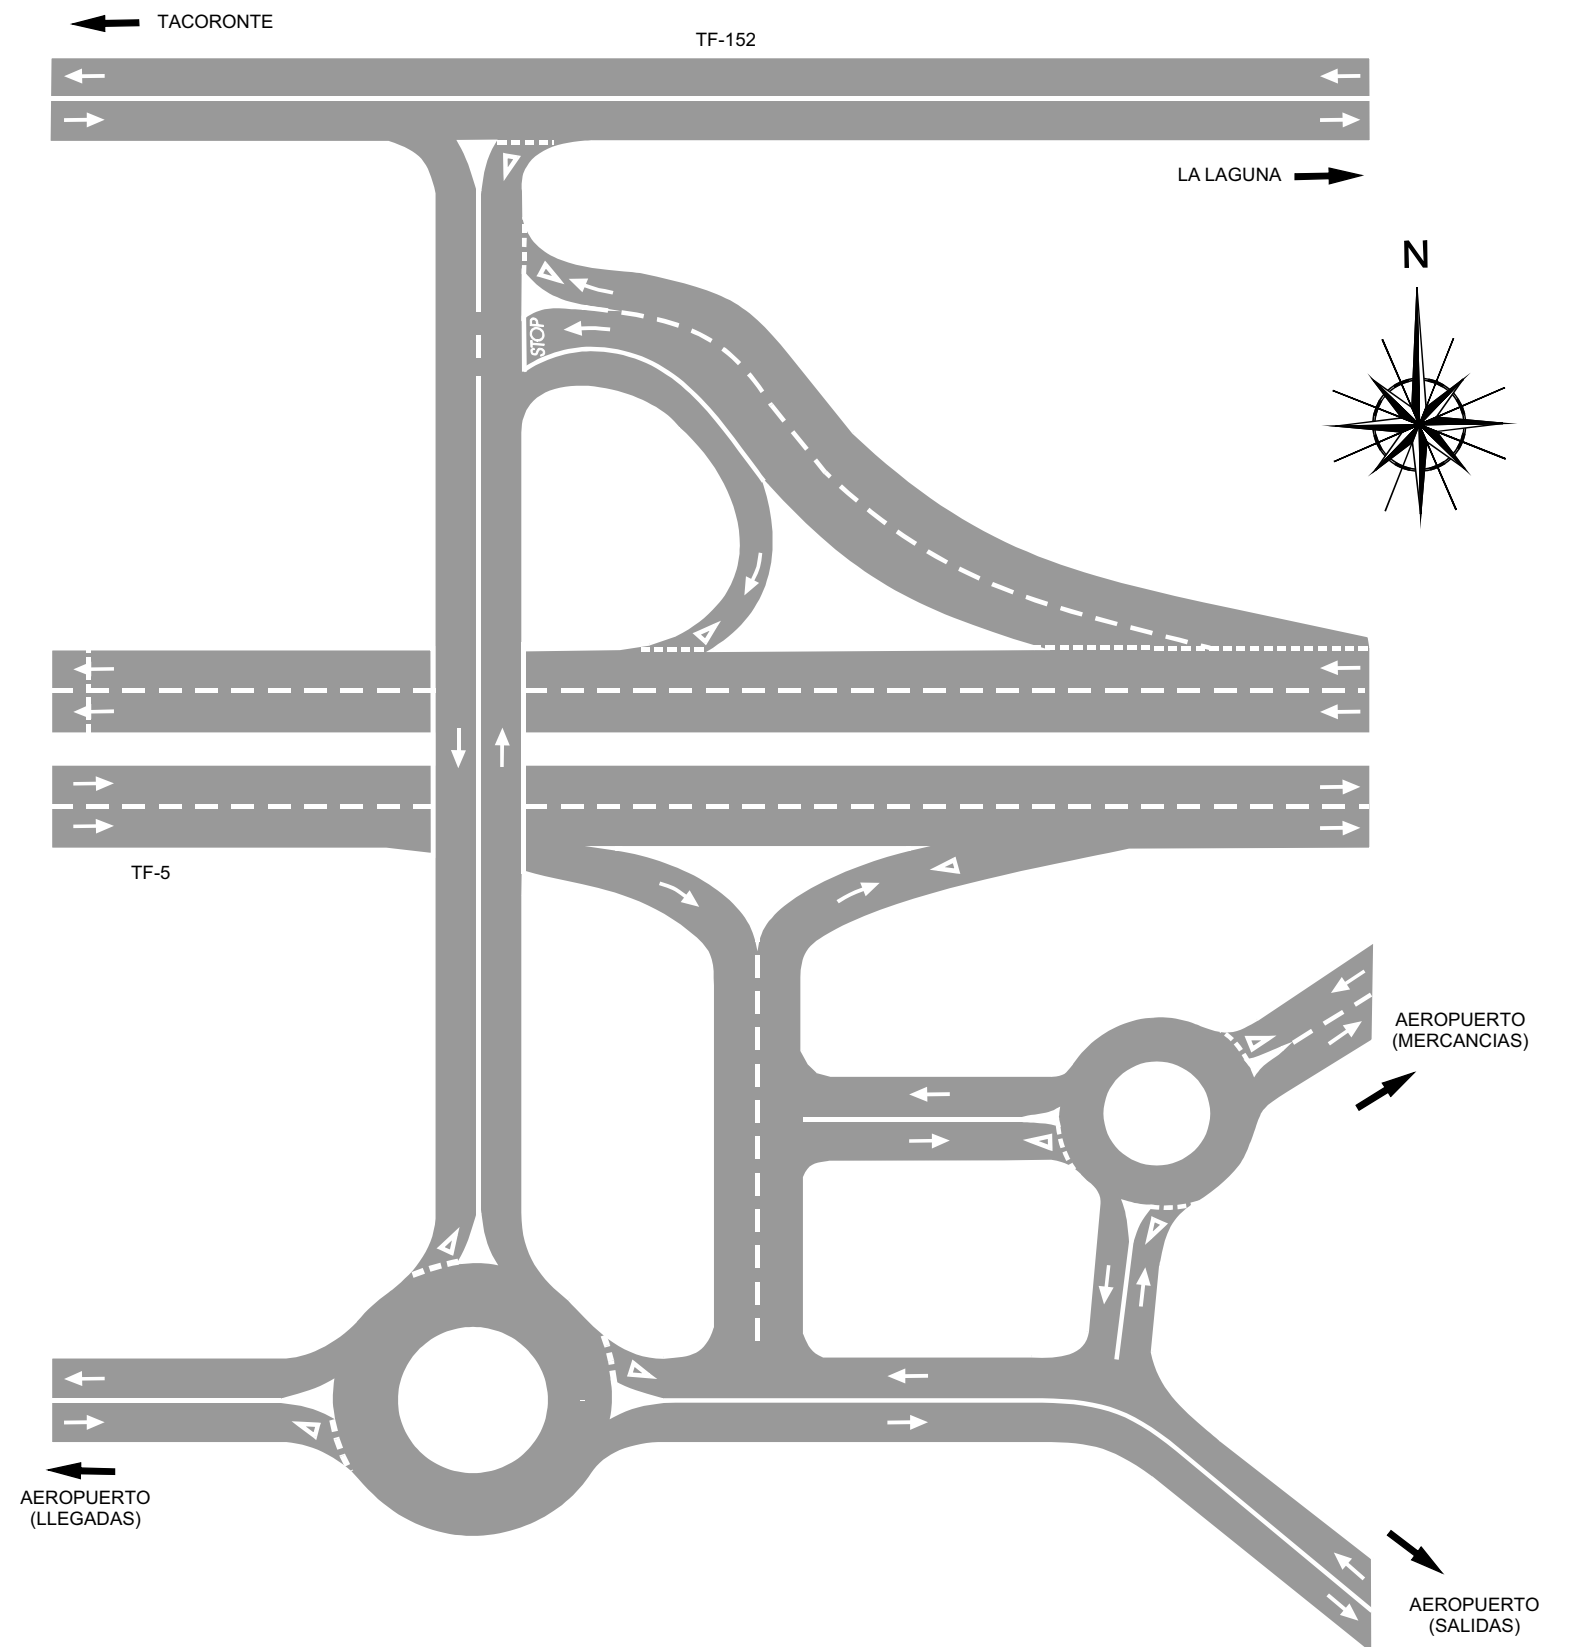 TACORONTE
TF-152
LA LAGUNA
N
STOP
TF-5
AEROPUERTO
(MERCANCIAS)
AEROPUERTO
(LLEGADAS)
AEROPUERTO
(SALIDAS)